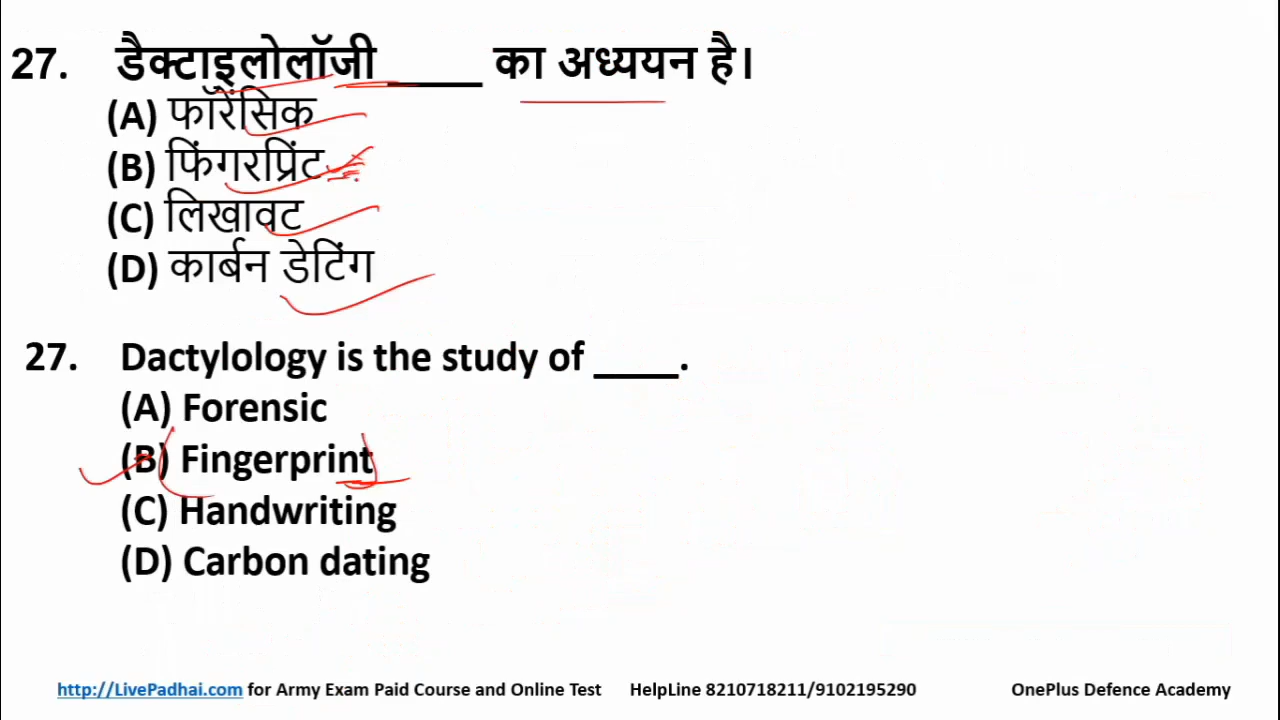 27. डैक्टाइलोलॉजी _____ का अध्ययन है।
(A) फॉरेंसिक
(B) फिंगरप्रिंट
(C) लिखावट
(D) कार्बन डेटिंग
27. Dactylology is the study of ____.
(A) Forensic
(B) Fingerprint
(C) Handwriting
(D) Carbon dating
http://LivePadhai.com for Army Exam Paid Course and Online Test HelpLine 8210718211/9102195290 OnePlus Defence Academy